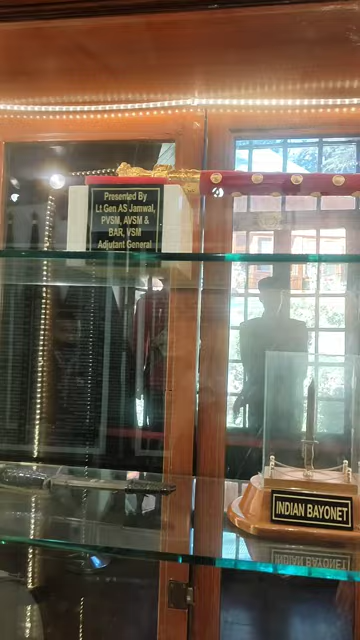 Presented By
Lt Gen AS Jamwal,
PVSM, AVSM &
BAR, VSM
Adjutant General
INDIAN BAYONET